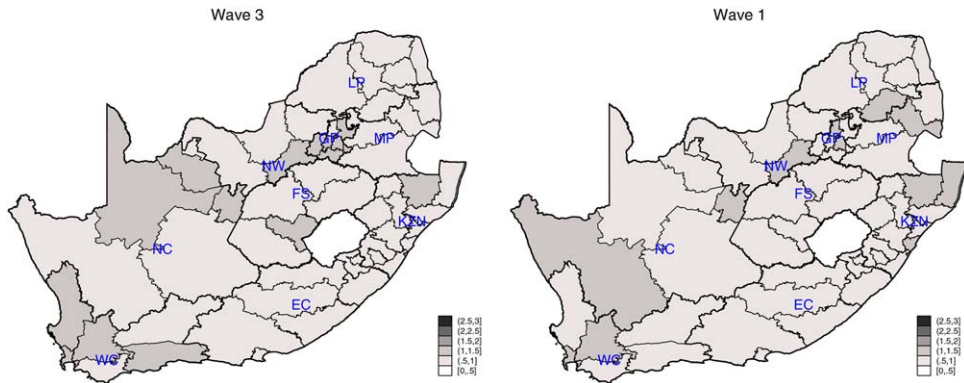 Wave 3
LP
GP
MP
NW
FS
KZN
NC
EC
WC
(2.5,3]
(2,2.5]
(1.5,2]
(1,1.5]
(.5,1]
[0,.5]
Wave 1
LP
GP
MP
NW
FS
KZN
NC
EC
WC
(2.5,3]
(2,2.5]
(1.5,2]
(1,1.5]
(.5,1]
[0,.5]